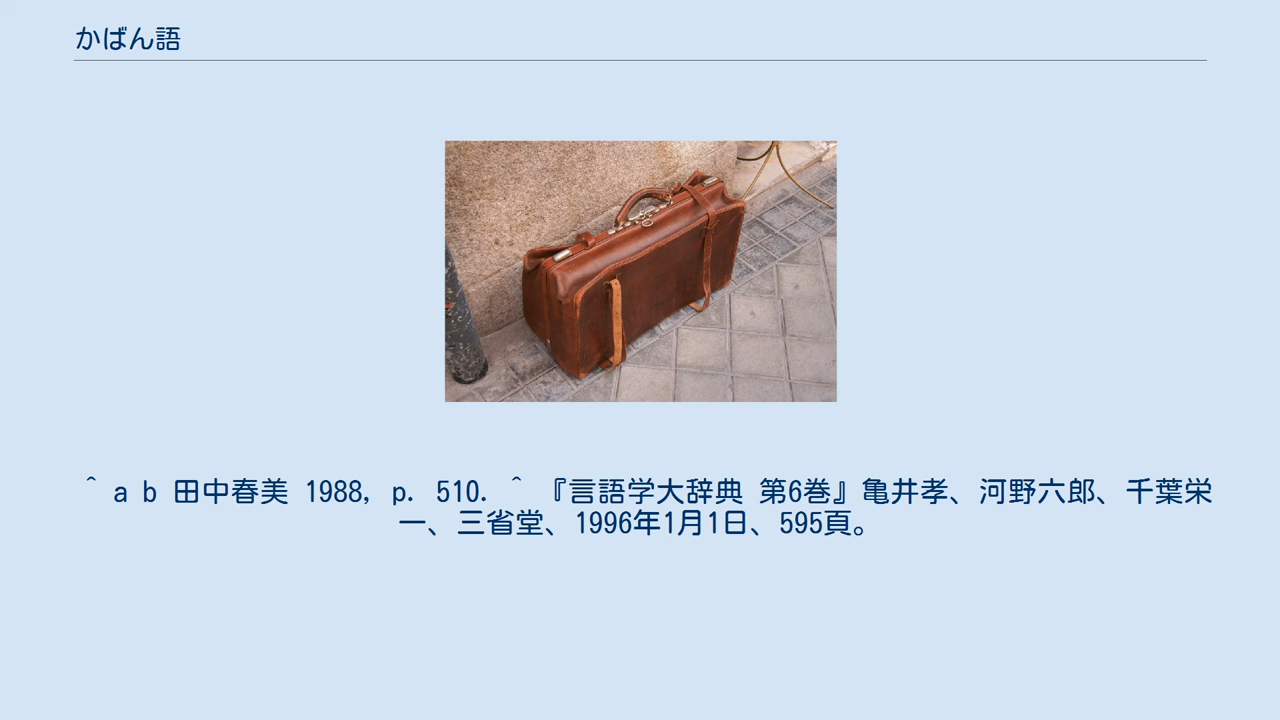 かばん語
^ a b 田中春美 1988, p. 510. ^ 『言語学大辞典 第6巻』亀井孝、河野六郎、千葉栄
一、三省堂、1996年1月1日、595頁。